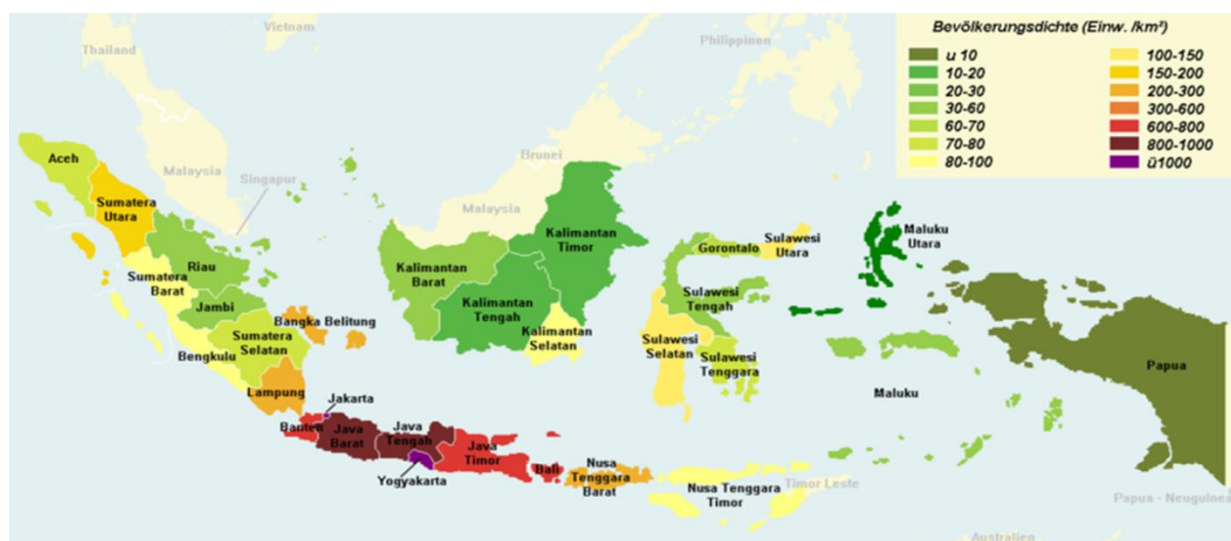 Vietnam
Thailand
Philippinen
Bevölkerungsdichte (Einw. /km²)
u 10
10-20
20-30
30-60
60-70
70-80
80-100
100-150
150-200
200-300
300-600
600-800
800-1000
ü1000
Aceh
Malaysia
Singapur
Brunei
Malaysia
Sumatera
Utara
Riau
Sumatera
Barat
Jambi
Bangka Belitung
Sumatera
Selatan
Bengkulu
Lampung
Jakarta
Banten
Java
Barat
Java
Tengah
Yogyakarta
Java
Timor
Bali
Nusa
Tenggara
Barat
Nusa Tenggara
Timor
Timor Leste
Kalimantan
Barat
Kalimantan
Timor
Kalimantan
Tengah
Kalimantan
Selatan
Gorontalo
Sulawesi
Utara
Sulawesi
Tengah
Sulawesi
Selatan
Sulawesi
Tenggara
Maluku
Utara
Maluku
Papua
Papua - Neuguinea
Australien